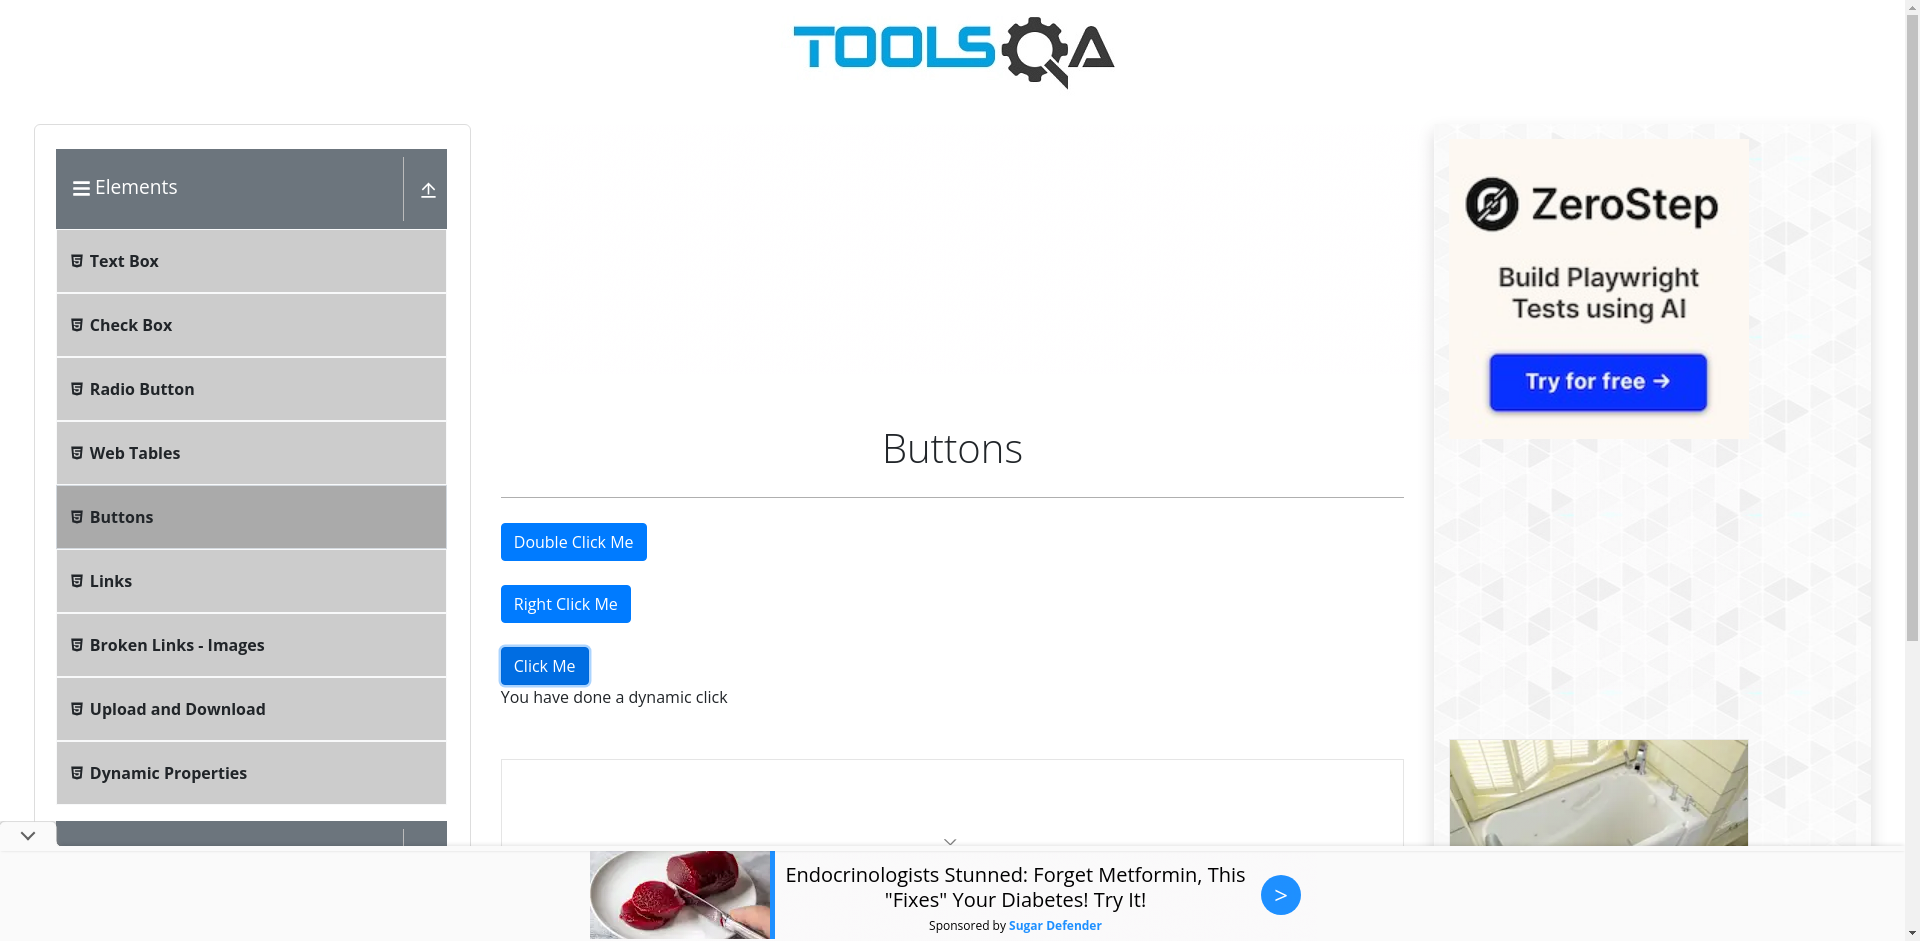 TOOLSQA
Elements
Text Box
Check Box
Radio Button
Web Tables
Buttons
Links
Broken Links - Images
Upload and Download
Dynamic Properties
Buttons
Double Click Me
Right Click Me
Click Me
You have done a dynamic click
ZeroStep
Build Playwright
Tests using AI
Try for free →
Endocrinologists Stunned: Forget Metformin, This
"Fixes" Your Diabetes! Try It!
Sponsored by Sugar Defender
>